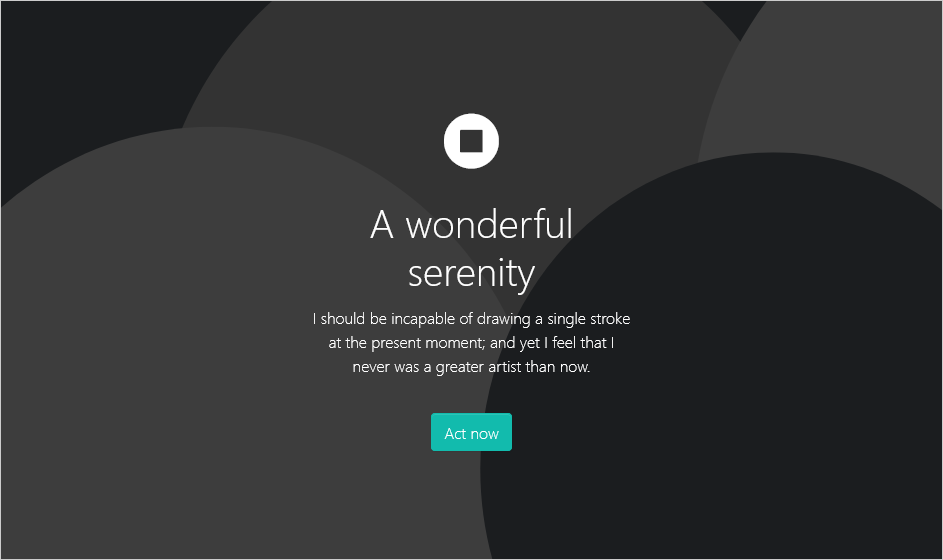 A wonderful
serenity
I should be incapable of drawing a single stroke
at the present moment; and yet I feel that I
never was a greater artist than now.
Act now